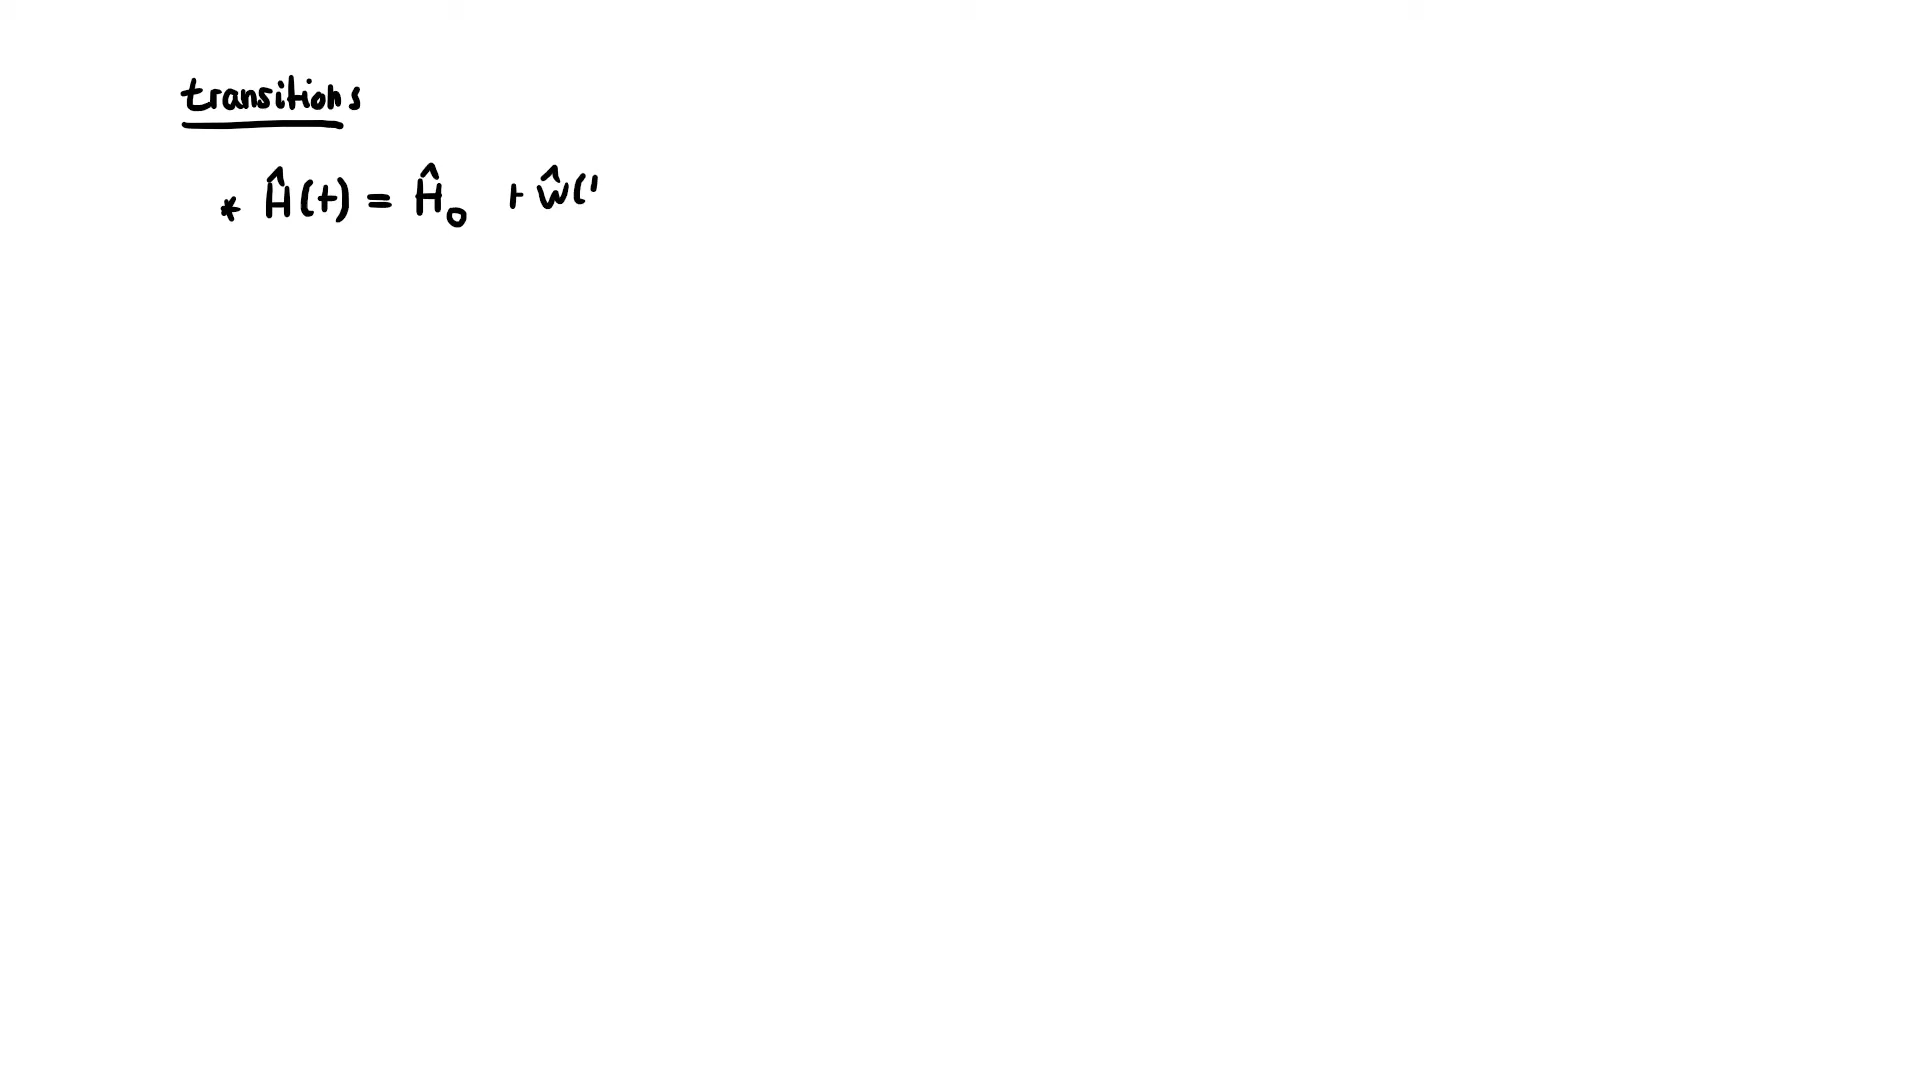 transitions
* Ĥ(t) = Ĥ₀ + Ŵ(